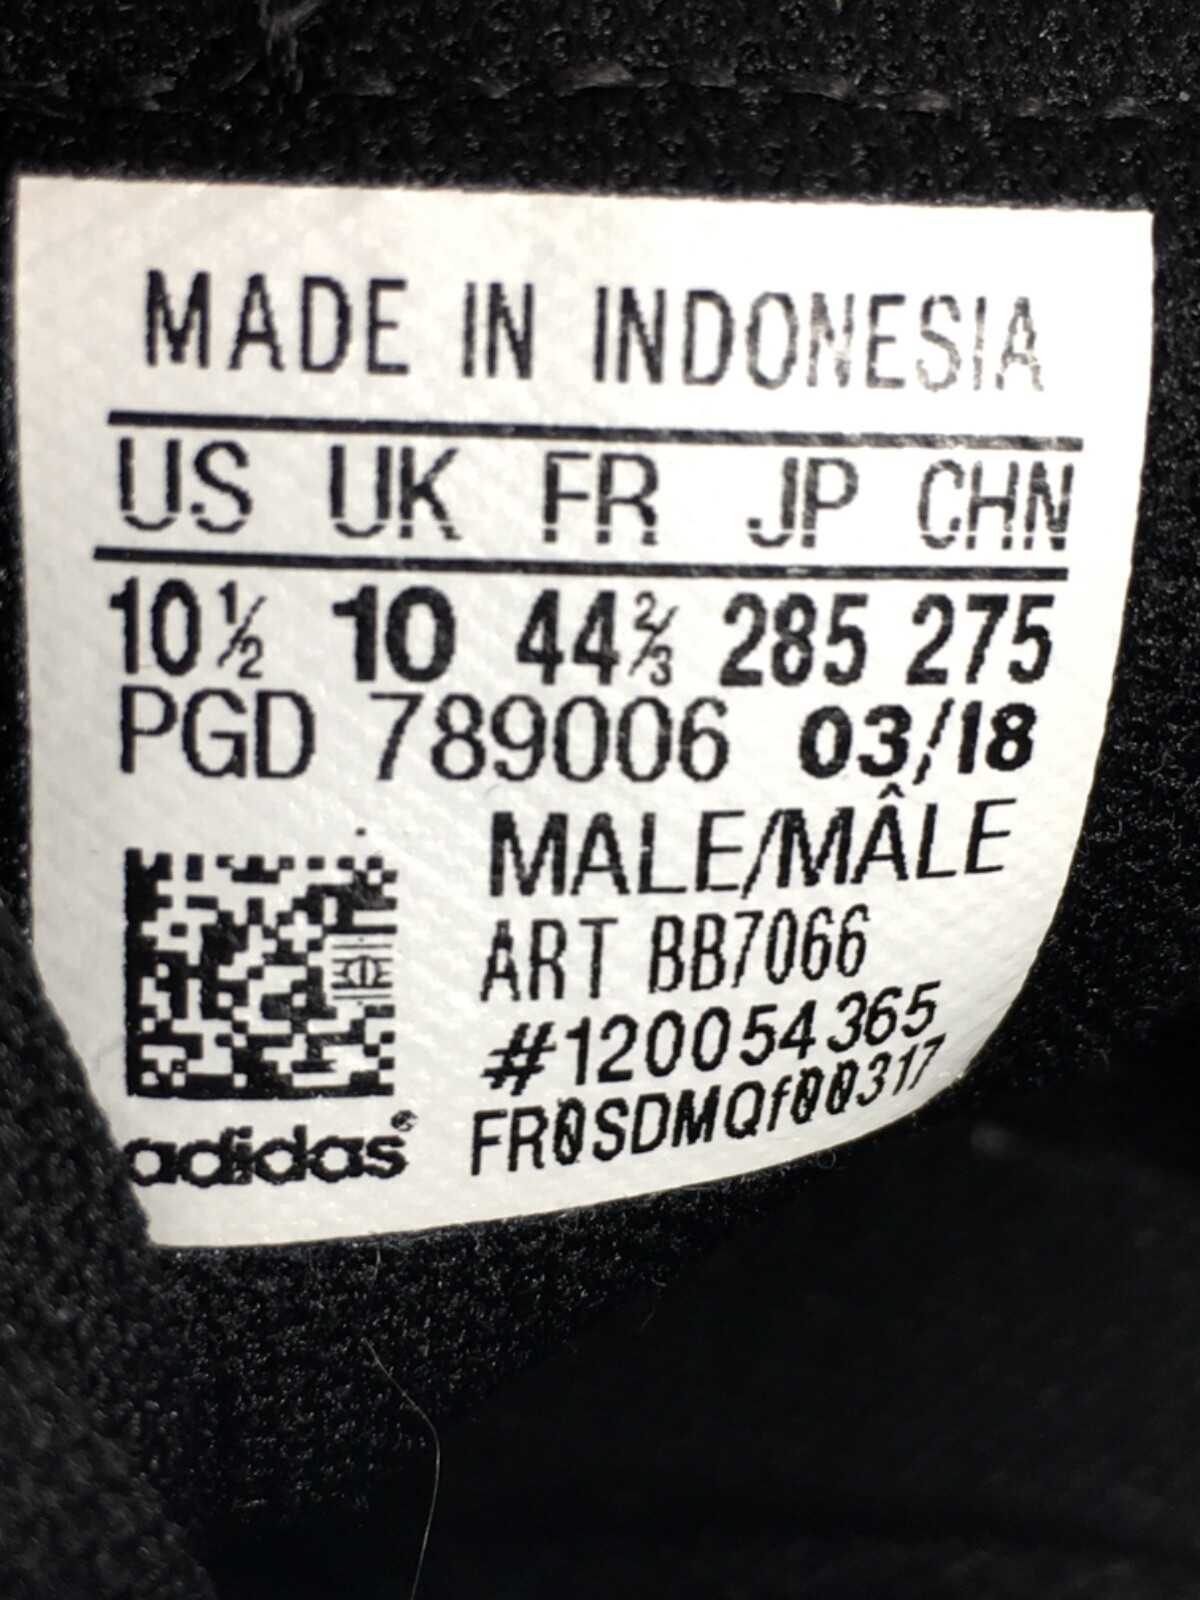 MADE IN INDONESIA
US UK FR JP CHN
10½ 10 44⅔ 285 275
PGD 789006 03/18
MALE/MÂLE
ART BB7066
#120054365
FR0SDMQf00317
adidas®